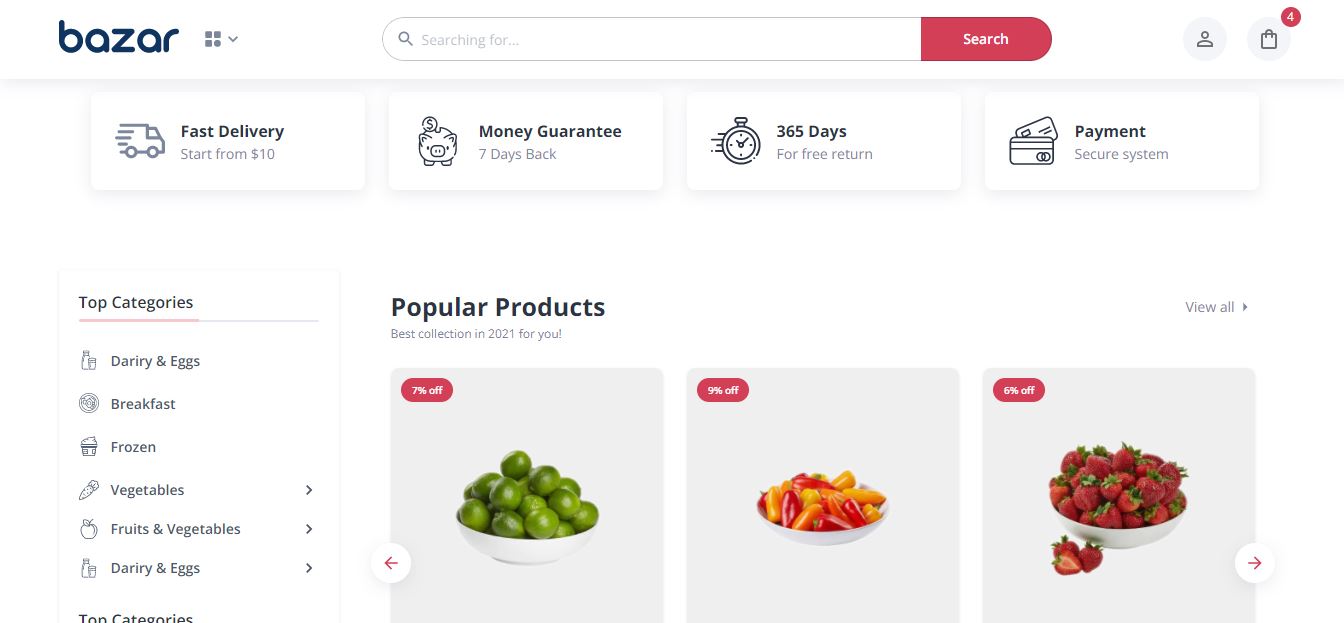 bazar
Searching for...
Search
4
Fast Delivery
Start from $10
Money Guarantee
7 Days Back
365 Days
For free return
Payment
Secure system
Top Categories
Dariry & Eggs
Breakfast
Frozen
Vegetables
Fruits & Vegetables
Dariry & Eggs
Top Categories
Popular Products
View all
Best collection in 2021 for you!
7% off
9% off
6% off